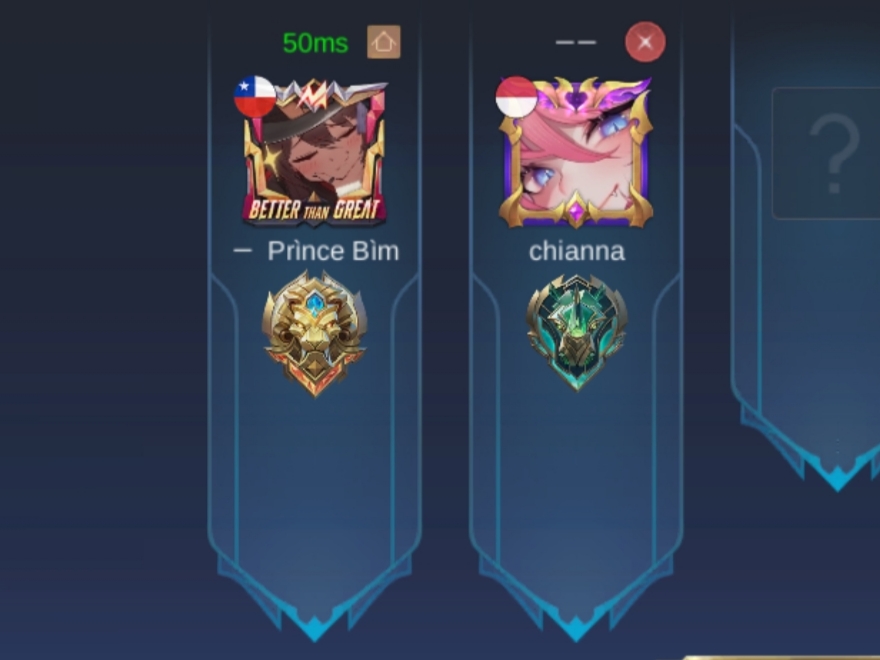 50ms
--
BETTER THAN GREAT
– Prìnce Bìm
chianna
?